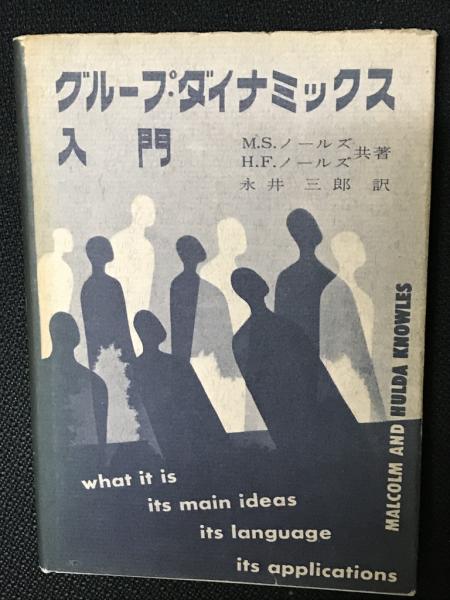 グループ・ダイナミックス
入門
M.S.ノールズ
H.F.ノールズ 共著
永井三郎 訳
MALCOLM AND HULDA KNOWLES
what it is
its main ideas
its language
its applications